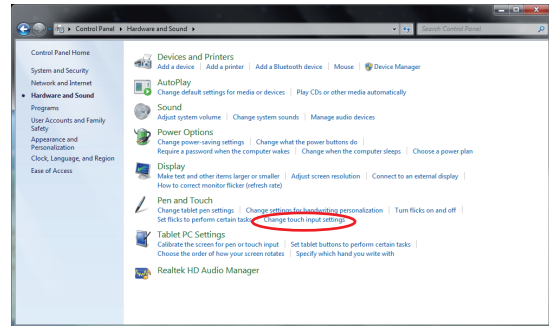 Control Panel ▸ Hardware and Sound ▸
Search Control Panel
Control Panel Home
System and Security
Network and Internet
Hardware and Sound
Programs
User Accounts and Family
Safety
Appearance and
Personalization
Clock, Language, and Region
Ease of Access
Devices and Printers
Add a device | Add a printer | Add a Bluetooth device | Mouse | Device Manager
AutoPlay
Change default settings for media or devices | Play CDs or other media automatically
Sound
Adjust system volume | Change system sounds | Manage audio devices
Power Options
Change power-saving settings | Change what the power buttons do |
Require a password when the computer wakes | Change when the computer sleeps | Choose a power plan
Display
Make text and other items larger or smaller | Adjust screen resolution | Connect to an external display |
How to correct monitor flicker (refresh rate)
Pen and Touch
Change tablet pen settings | Change settings for handwriting personalization | Turn flicks on and off |
Set flicks to perform certain tasks | Change touch input settings
Tablet PC Settings
Calibrate the screen for pen or touch input | Set tablet buttons to perform certain tasks |
Choose the order of how your screen rotates | Specify which hand you write with
Realtek HD Audio Manager